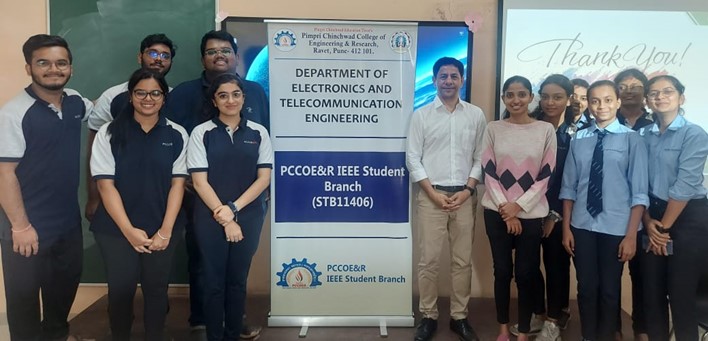 Pimpri Chinchwad College of
Engineering & Research,
Ravet, Pune- 412 101.
DEPARTMENT OF
ELECTRONICS AND
TELECOMMUNICATION
ENGINEERING
PCCOE&R IEEE Student
Branch
(STB11406)
PCCOE&R
IEEE Student Branch
Thank You!